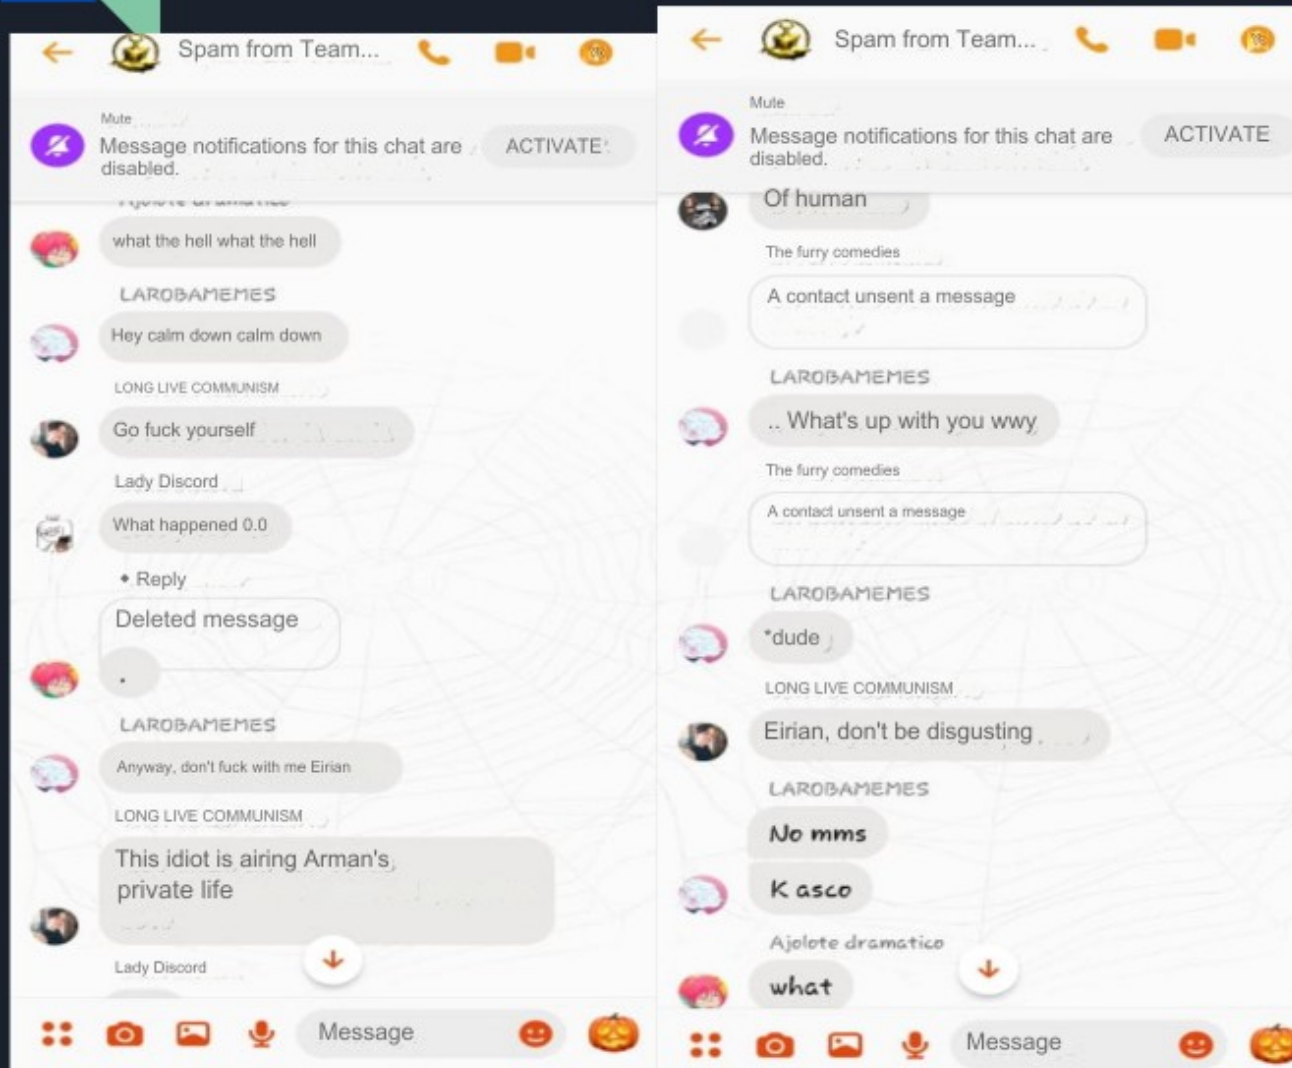 Spam from Team...
Mute
Message notifications for this chat are
disabled.
ACTIVATE
Ajolote dramatico
what the hell what the hell
LAROBAMEMES
Hey calm down calm down
LONG LIVE COMMUNISM
Go fuck yourself
Lady Discord
What happened 0.0
Reply
Deleted message
.
LAROBAMEMES
Anyway, don't fuck with me Eirian
LONG LIVE COMMUNISM
This idiot is airing Arman's
private life
Lady Discord
Message
Spam from Team...
Mute
Message notifications for this chat are
disabled.
ACTIVATE
Of human
The furry comedies
A contact unsent a message
LAROBAMEMES
.. What's up with you wwy
The furry comedies
A contact unsent a message
LAROBAMEMES
*dude
LONG LIVE COMMUNISM
Eirian, don't be disgusting
LAROBAMEMES
No mms
K asco
Ajolote dramatico
what
Message